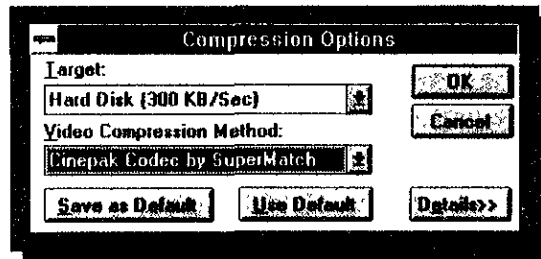 Compression Options
Target:
OK
Hard Disk (300 KB/Sec)
Cancel
Video Compression Method:
Cinepak Codec by SuperMatch
Save as Default
Use Default
Details>>